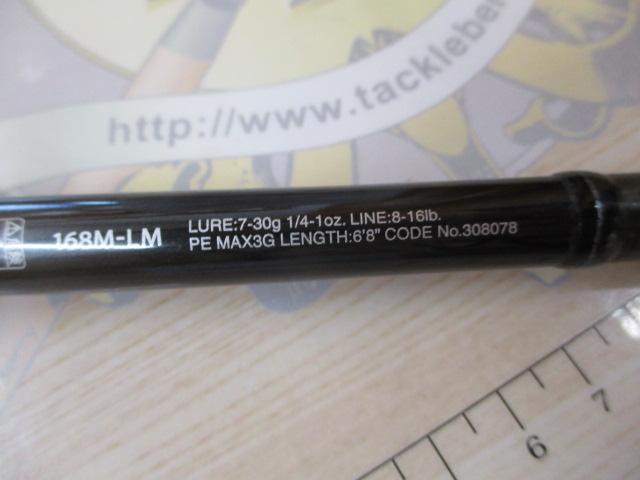 http://www.tackleber
168M-LM
LURE:7-30g 1/4-1oz. LINE:8-16lb.
PE MAX3G LENGTH:6'8" CODE No.308078
6
7